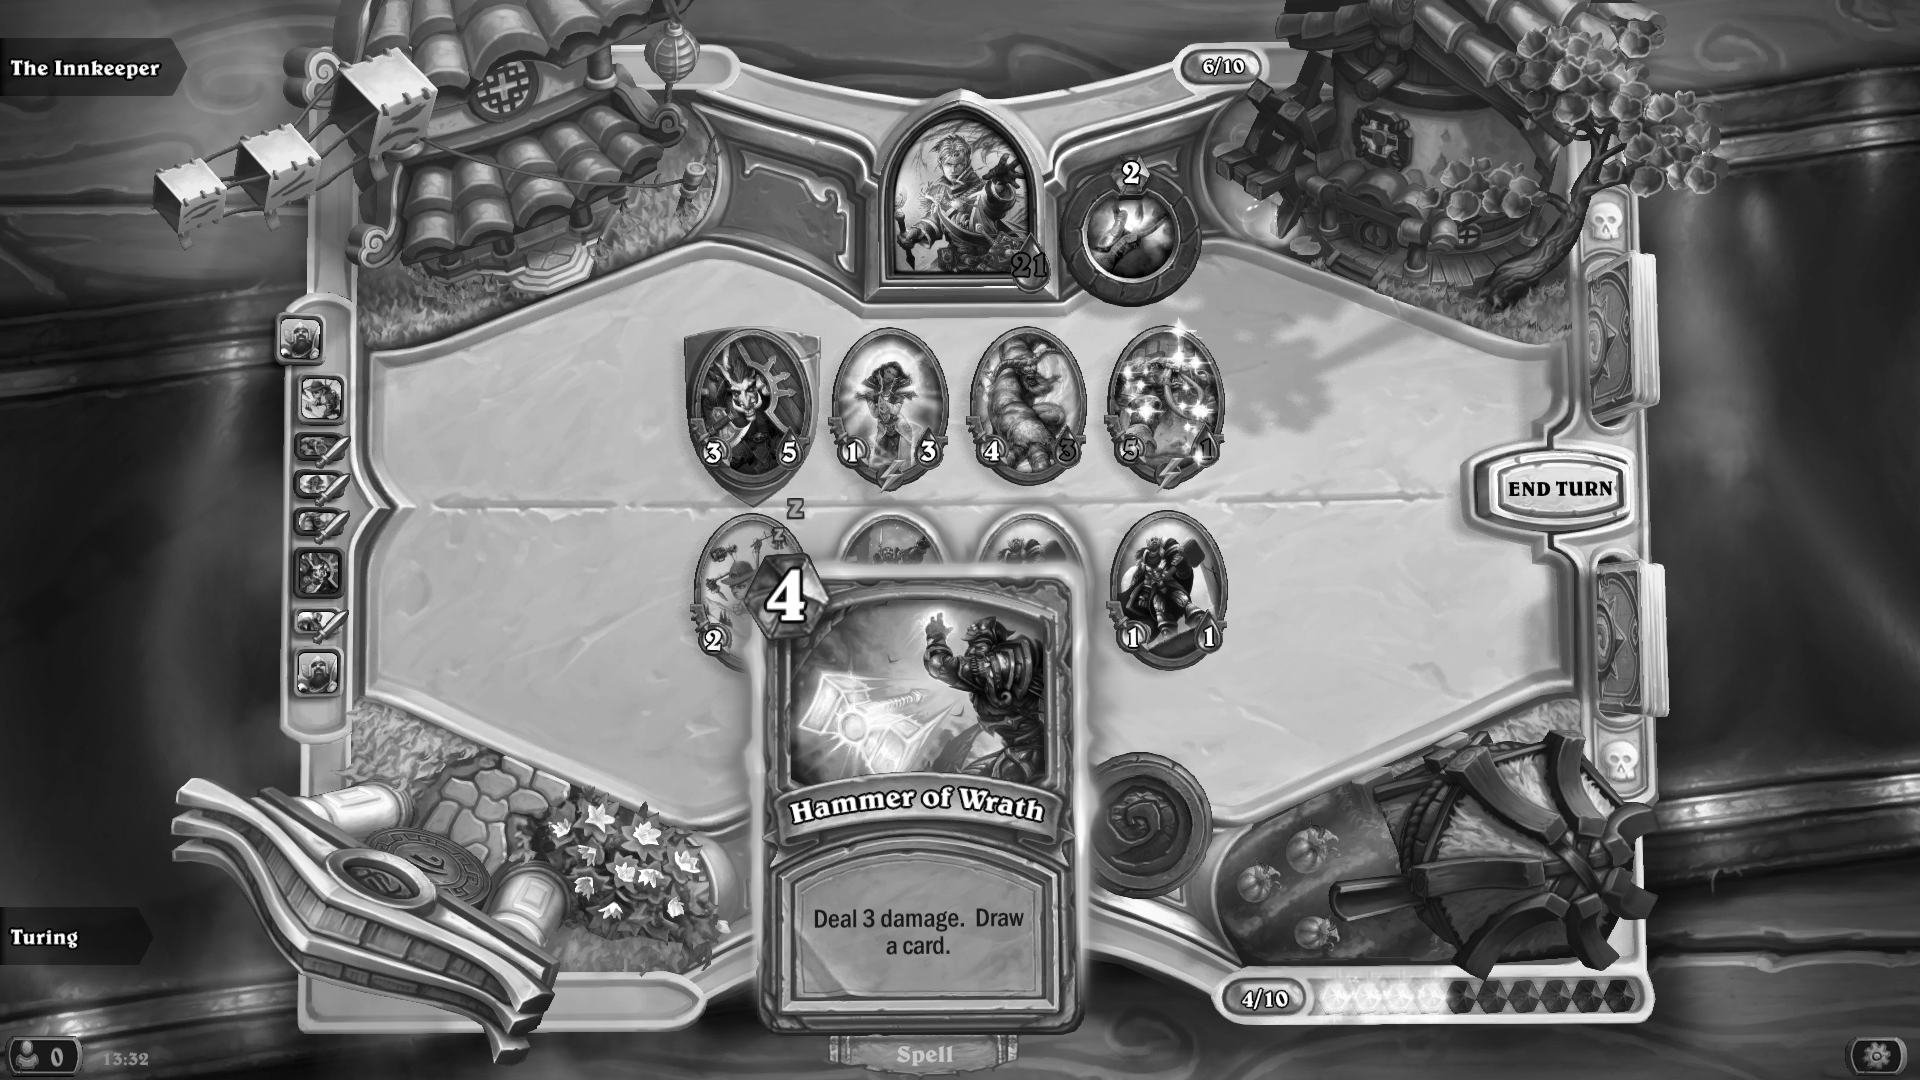 The Innkeeper
6/10
2
21
3
5
1
3
4
3
5
1
END TURN
Z
Z
2
1
1
4
Hammer of Wrath
Deal 3 damage. Draw
a card.
Turing
4/10
0
13:32
Spell